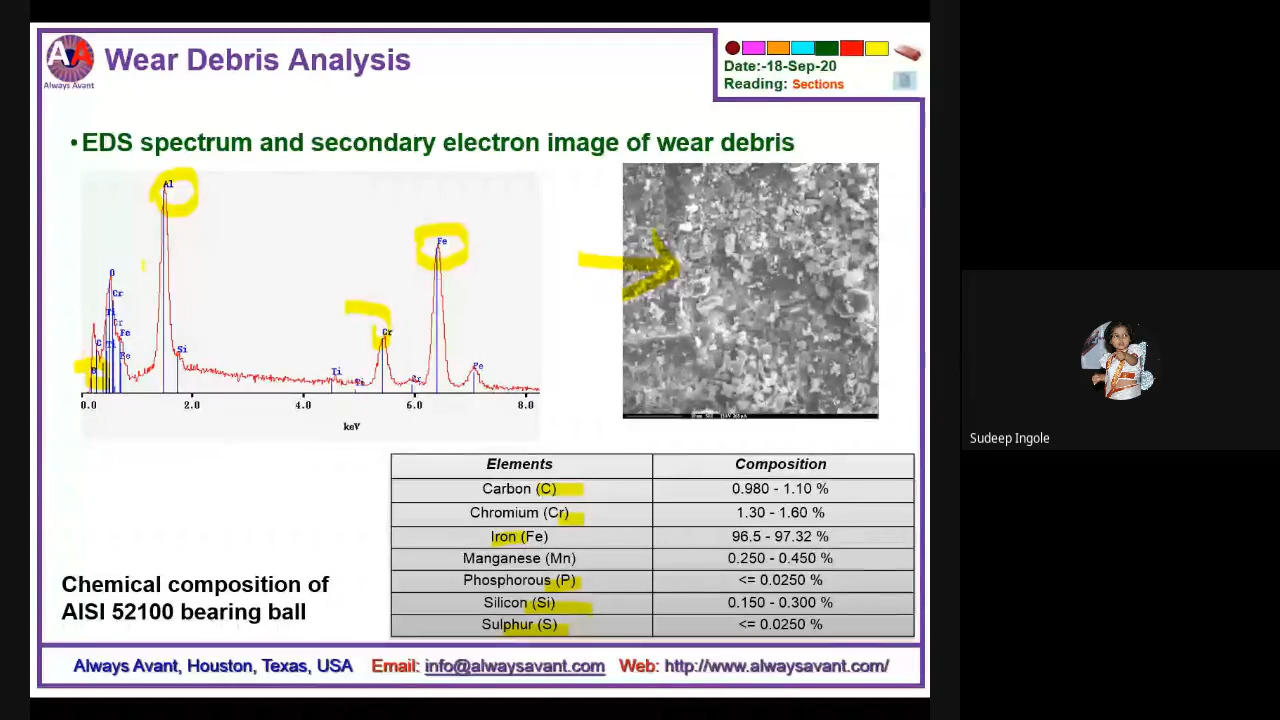 AVA
Always Avant
Wear Debris Analysis
Date:-18-Sep-20
Reading: Sections
•EDS spectrum and secondary electron image of wear debris
Al
Fe
O
Cr
Ti
Cr
Fe
C
Ti
Fe
B
Si
Ti
Cr
Cr
Fe
0.0 2.0 4.0 6.0 8.0
keV
Elements Composition
Carbon (C) 0.980 - 1.10 %
Chromium (Cr) 1.30 - 1.60 %
Iron (Fe) 96.5 - 97.32 %
Manganese (Mn) 0.250 - 0.450 %
Phosphorous (P) <= 0.0250 %
Silicon (Si) 0.150 - 0.300 %
Sulphur (S) <= 0.0250 %
Chemical composition of
AISI 52100 bearing ball
Always Avant, Houston, Texas, USA Email: info@alwaysavant.com Web: http://www.alwaysavant.com/
Sudeep Ingole